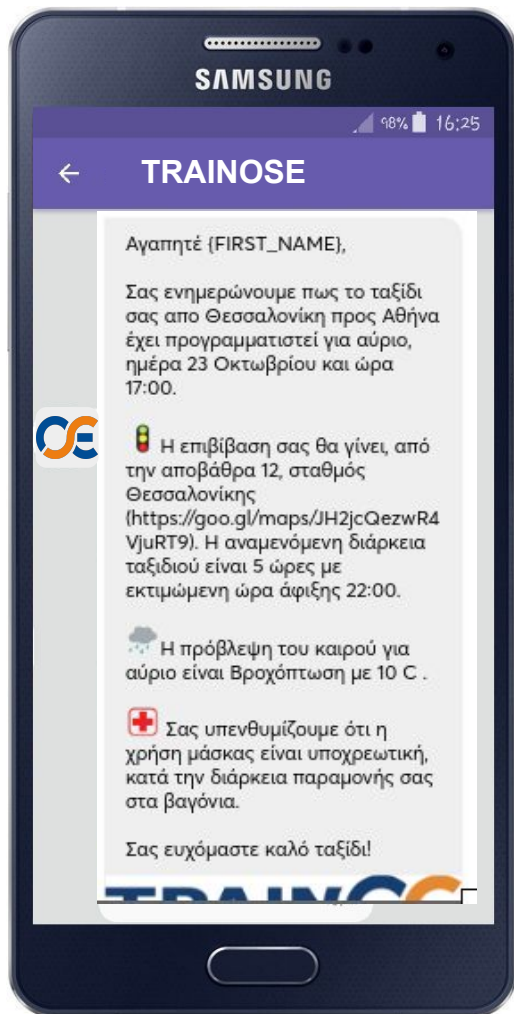 SAMSUNG
98% 16:25
← TRAINOSE
Αγαπητέ {FIRST_NAME},
Σας ενημερώνουμε πως το ταξίδι
σας απο Θεσσαλονίκη προς Αθήνα
έχει προγραμματιστεί για αύριο,
ημέρα 23 Οκτωβρίου και ώρα
17:00.
Η επιβίβαση σας θα γίνει, από
την αποβάθρα 12, σταθμός
Θεσσαλονίκης
(https://goo.gl/maps/JH2jcQezwR4
VjuRT9). Η αναμενόμενη διάρκεια
ταξιδιού είναι 5 ώρες με
εκτιμώμενη ώρα άφιξης 22:00.
Η πρόβλεψη του καιρού για
αύριο είναι Βροχόπτωση με 10 C .
Σας υπενθυμίζουμε ότι η
χρήση μάσκας είναι υποχρεωτική,
κατά την διάρκεια παραμονής σας
στα βαγόνια.
Σας ευχόμαστε καλό ταξίδι!